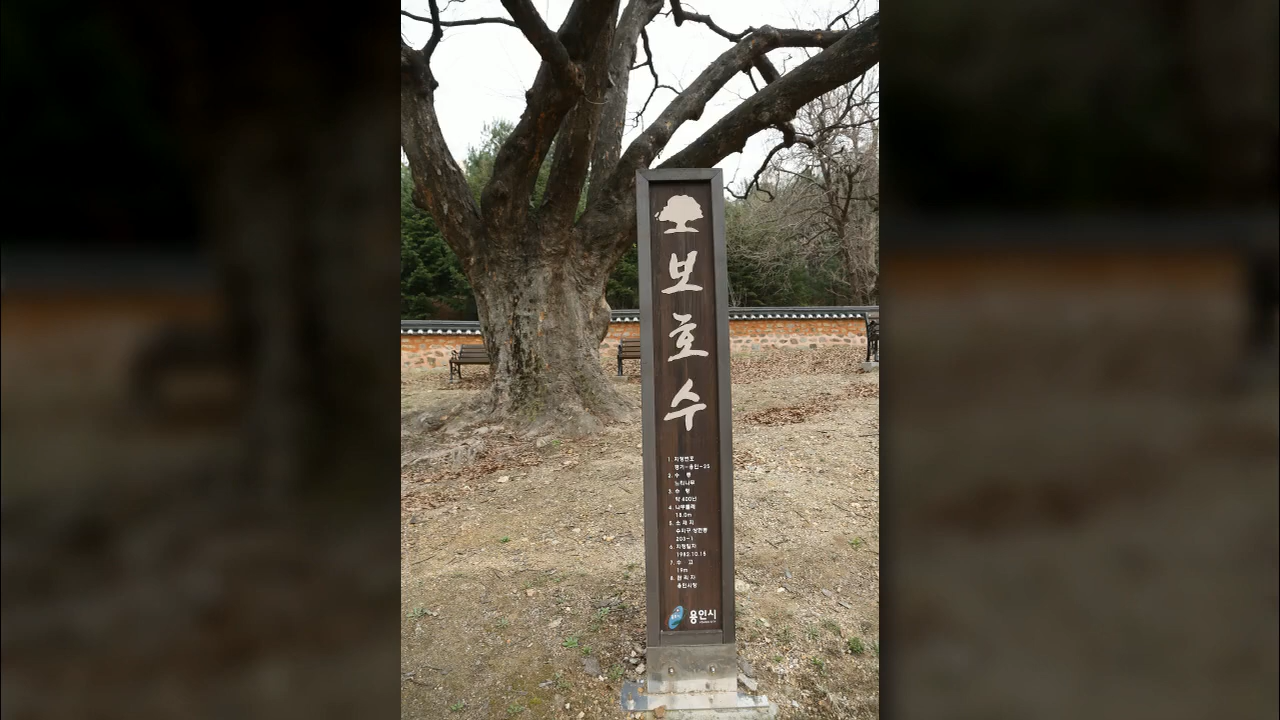 보
호
수
1. 지정번호
경기-용인-55
2. 수 종
느티나무
3. 수 령
약 400년
4. 나무둘레
18.0m
5. 소 재 지
수지구 상현동
203-1
6. 지정일자
1982.10.15
7. 수 고
19m
8. 관 리 자
용인시장
용인시